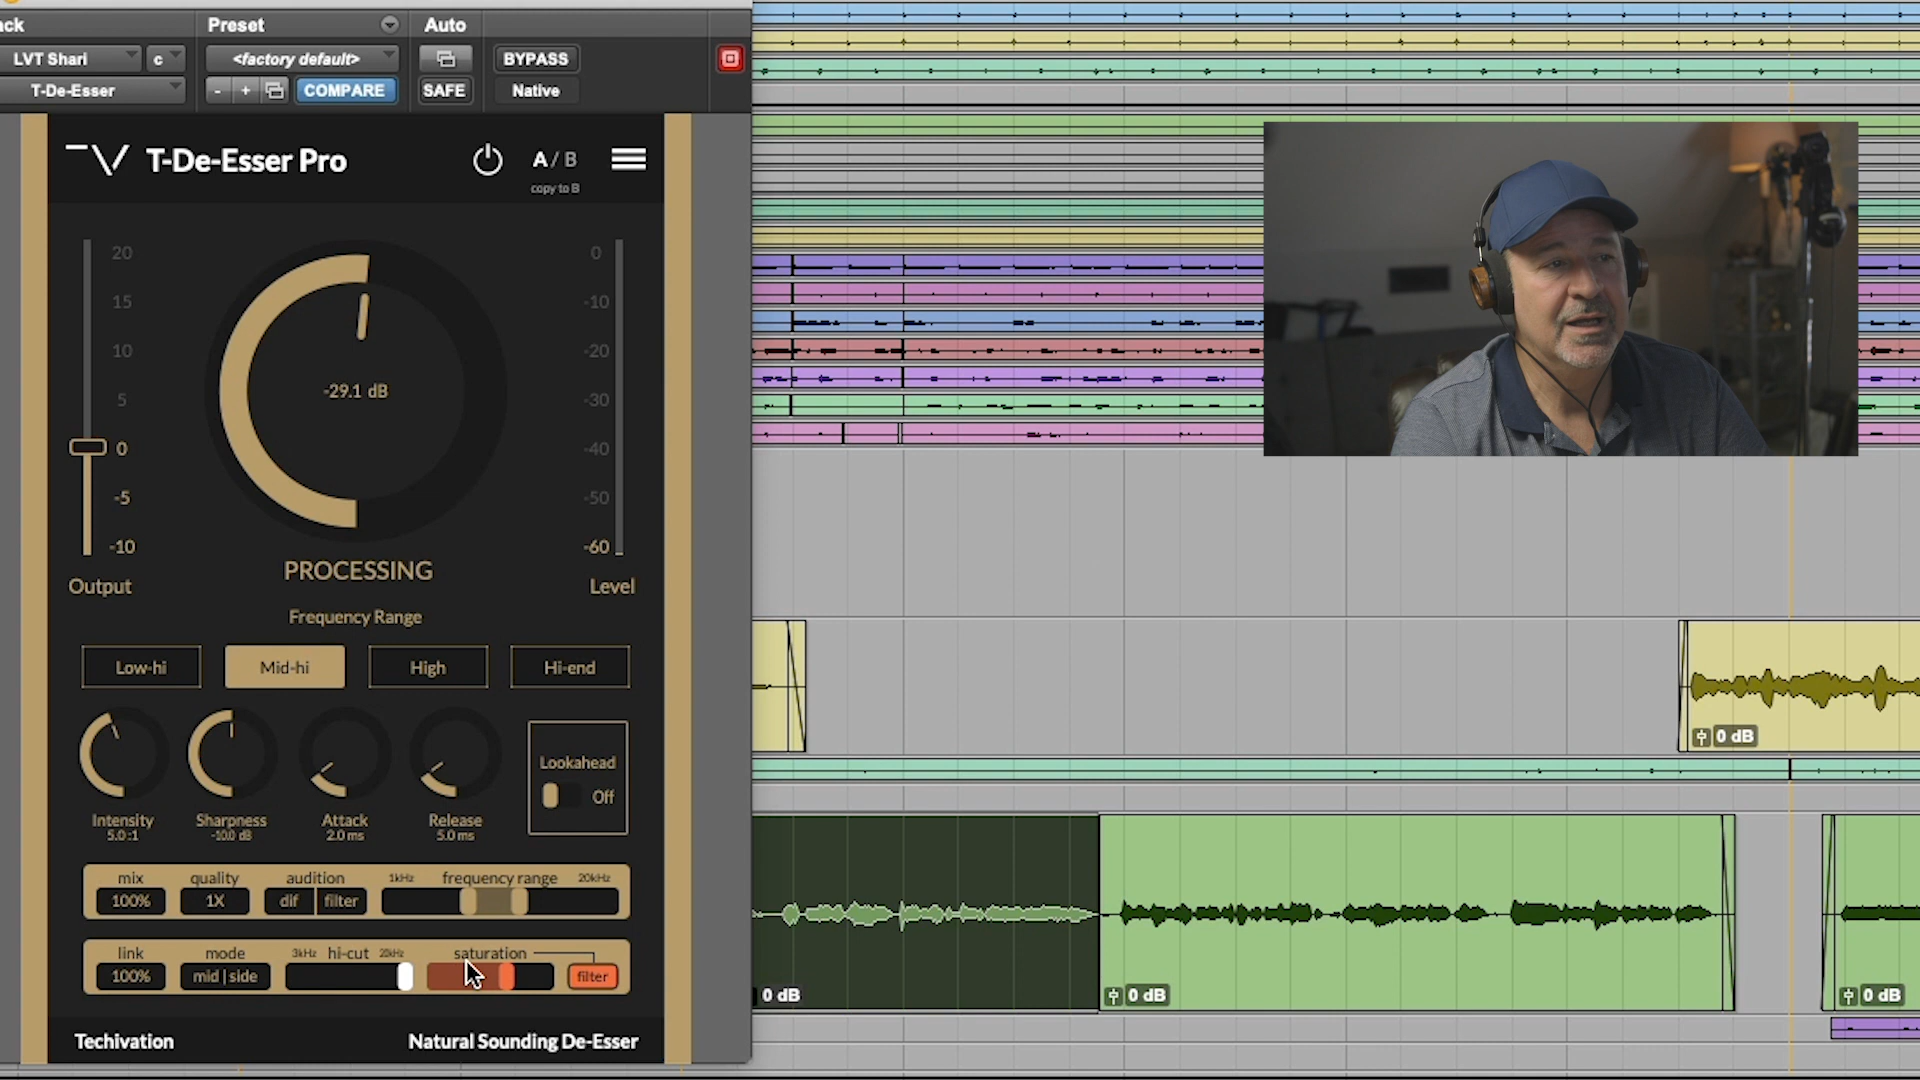 ack
Preset
Auto
LVT Shari
c
<factory default>
BYPASS
T-De-Esser
-
+
COMPARE
SAFE
Native
T-De-Esser Pro
A / B
copy to B
20
15
10
5
0
-5
-10
Output
-29.1 dB
0
-10
-20
-30
-40
-50
-60
Level
PROCESSING
Frequency Range
Low-hi
Mid-hi
High
Hi-end
Intensity
5.0 :1
Sharpness
-10.0 dB
Attack
2.0 ms
Release
5.0 ms
Lookahead
Off
mix
quality
audition
1kHz
frequency range
20kHz
100%
1X
dif
filter
link
mode
3kHz
hi-cut
20kHz
saturation
100%
mid | side
filter
Techivation
Natural Sounding De-Esser
0 dB
0 dB
0 dB
0 dB